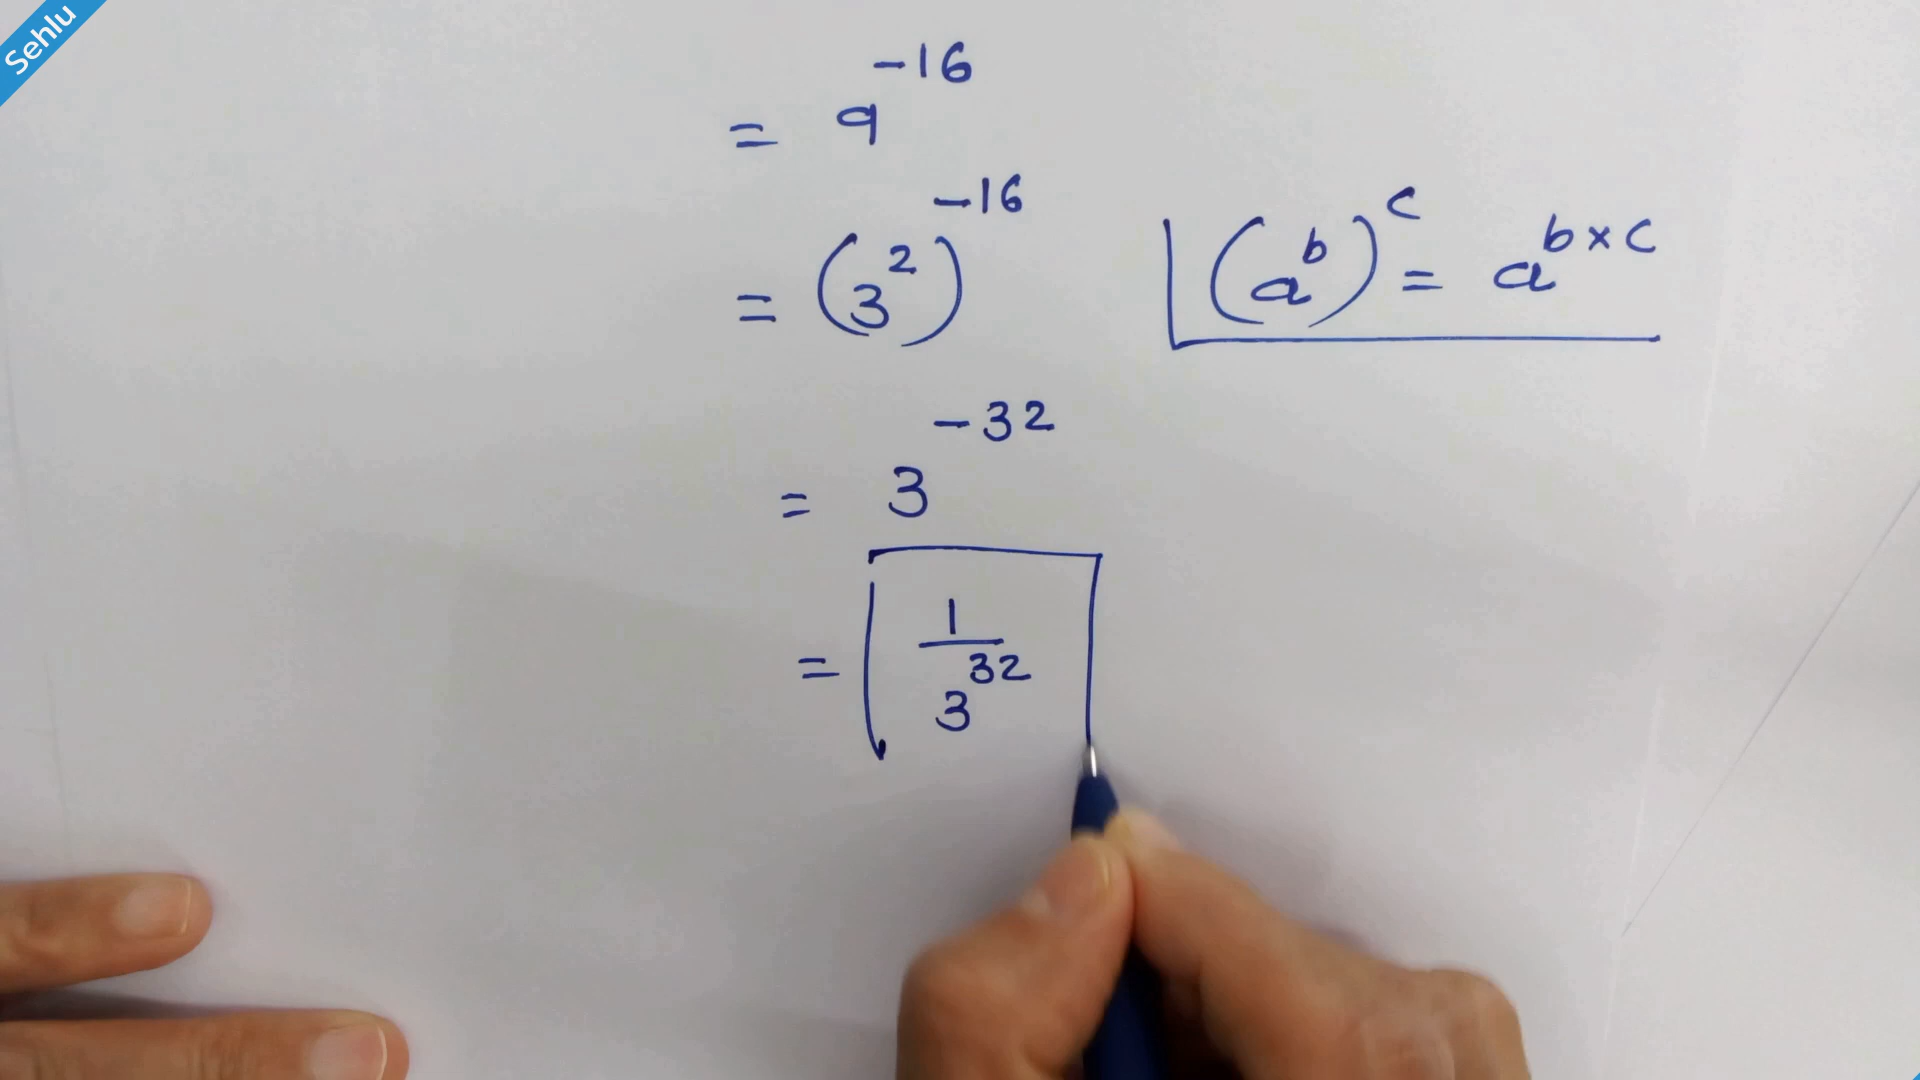 Sehlu
= 9^-16
= (3^2)^-16
(a^b)^c = a^b×c
= 3^-32
= 1/3^32